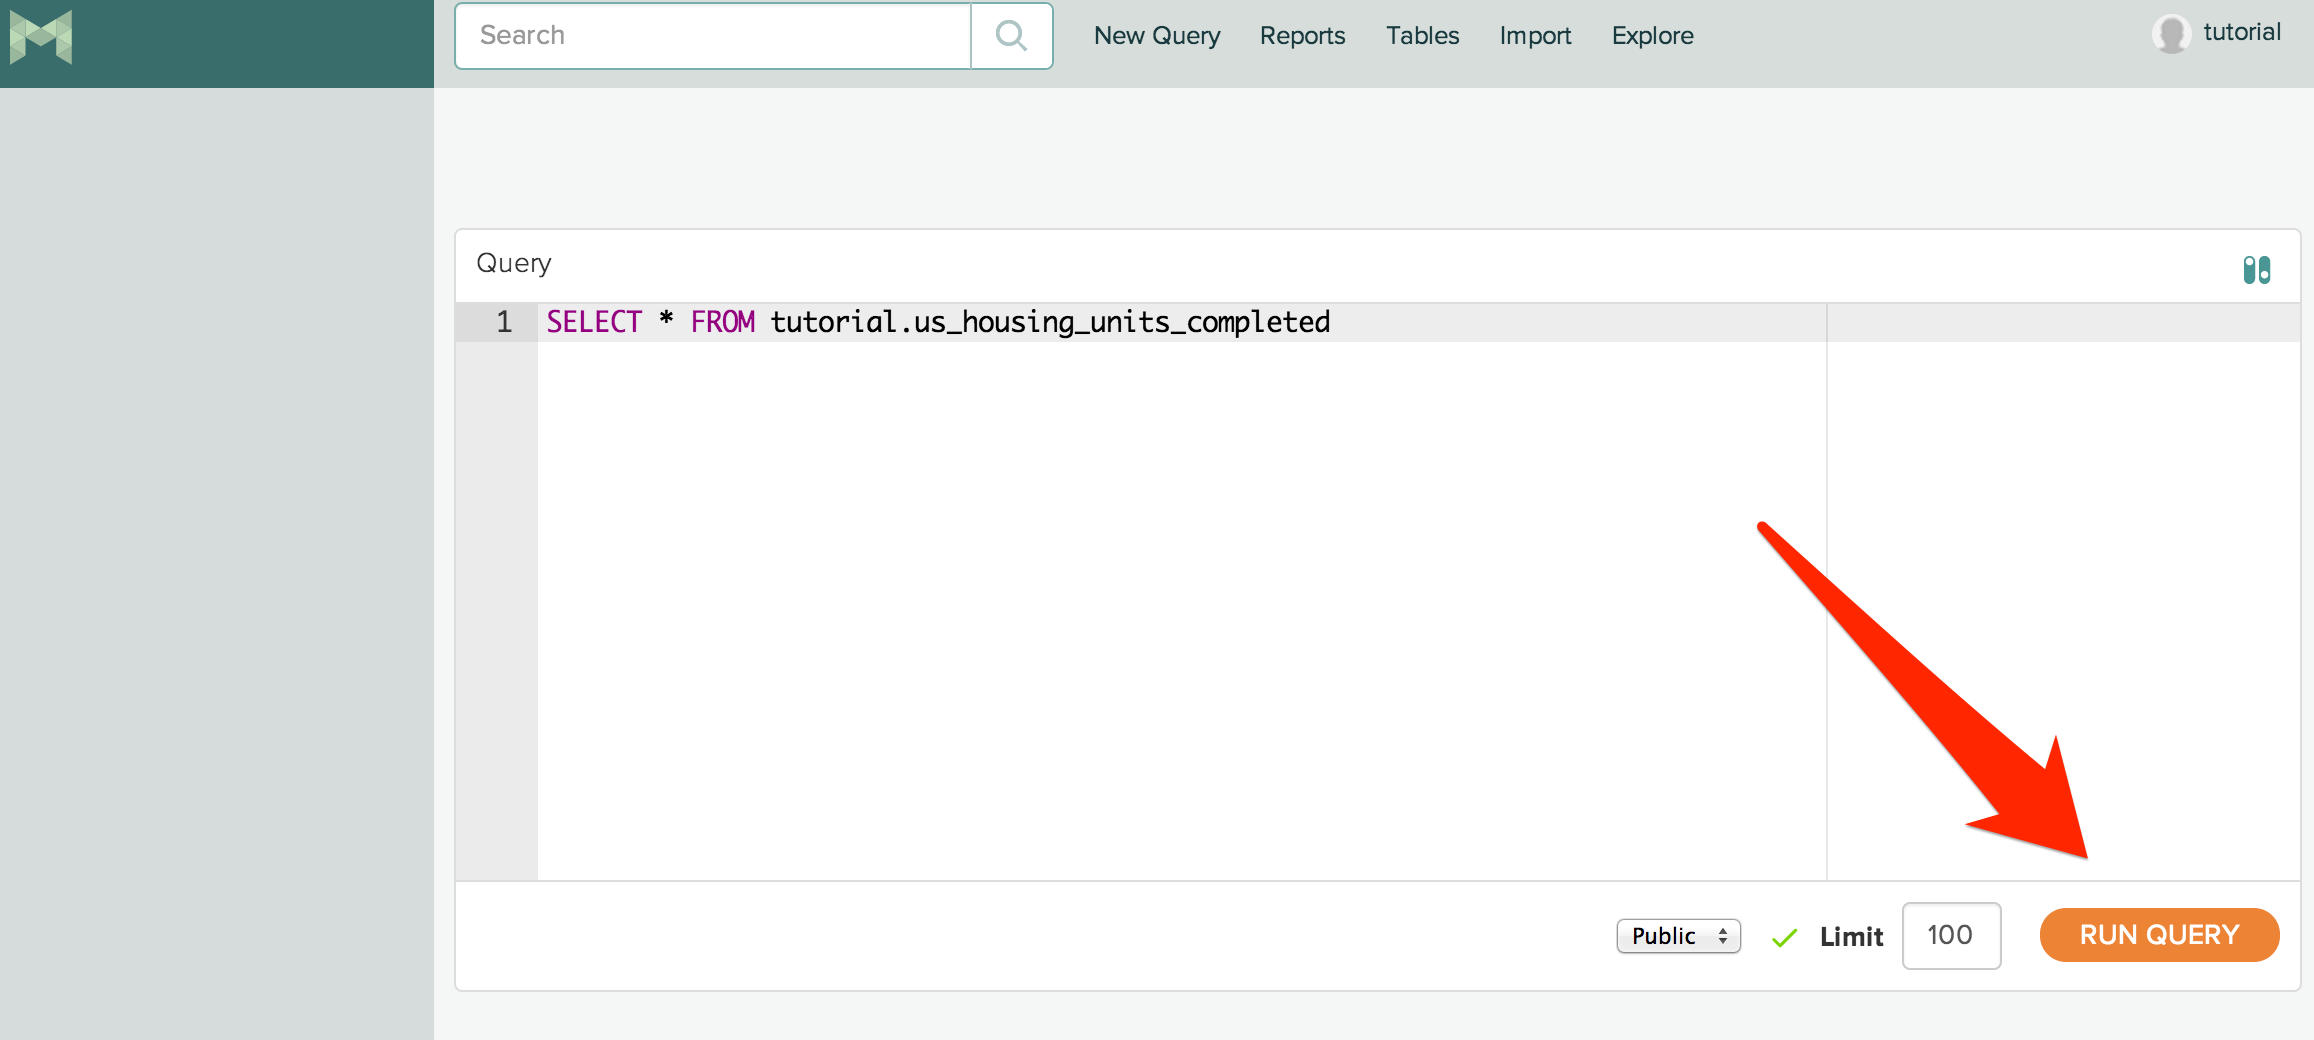 Search
New Query Reports Tables Import Explore
tutorial
Query
1 SELECT * FROM tutorial.us_housing_units_completed
Public Limit 100 RUN QUERY